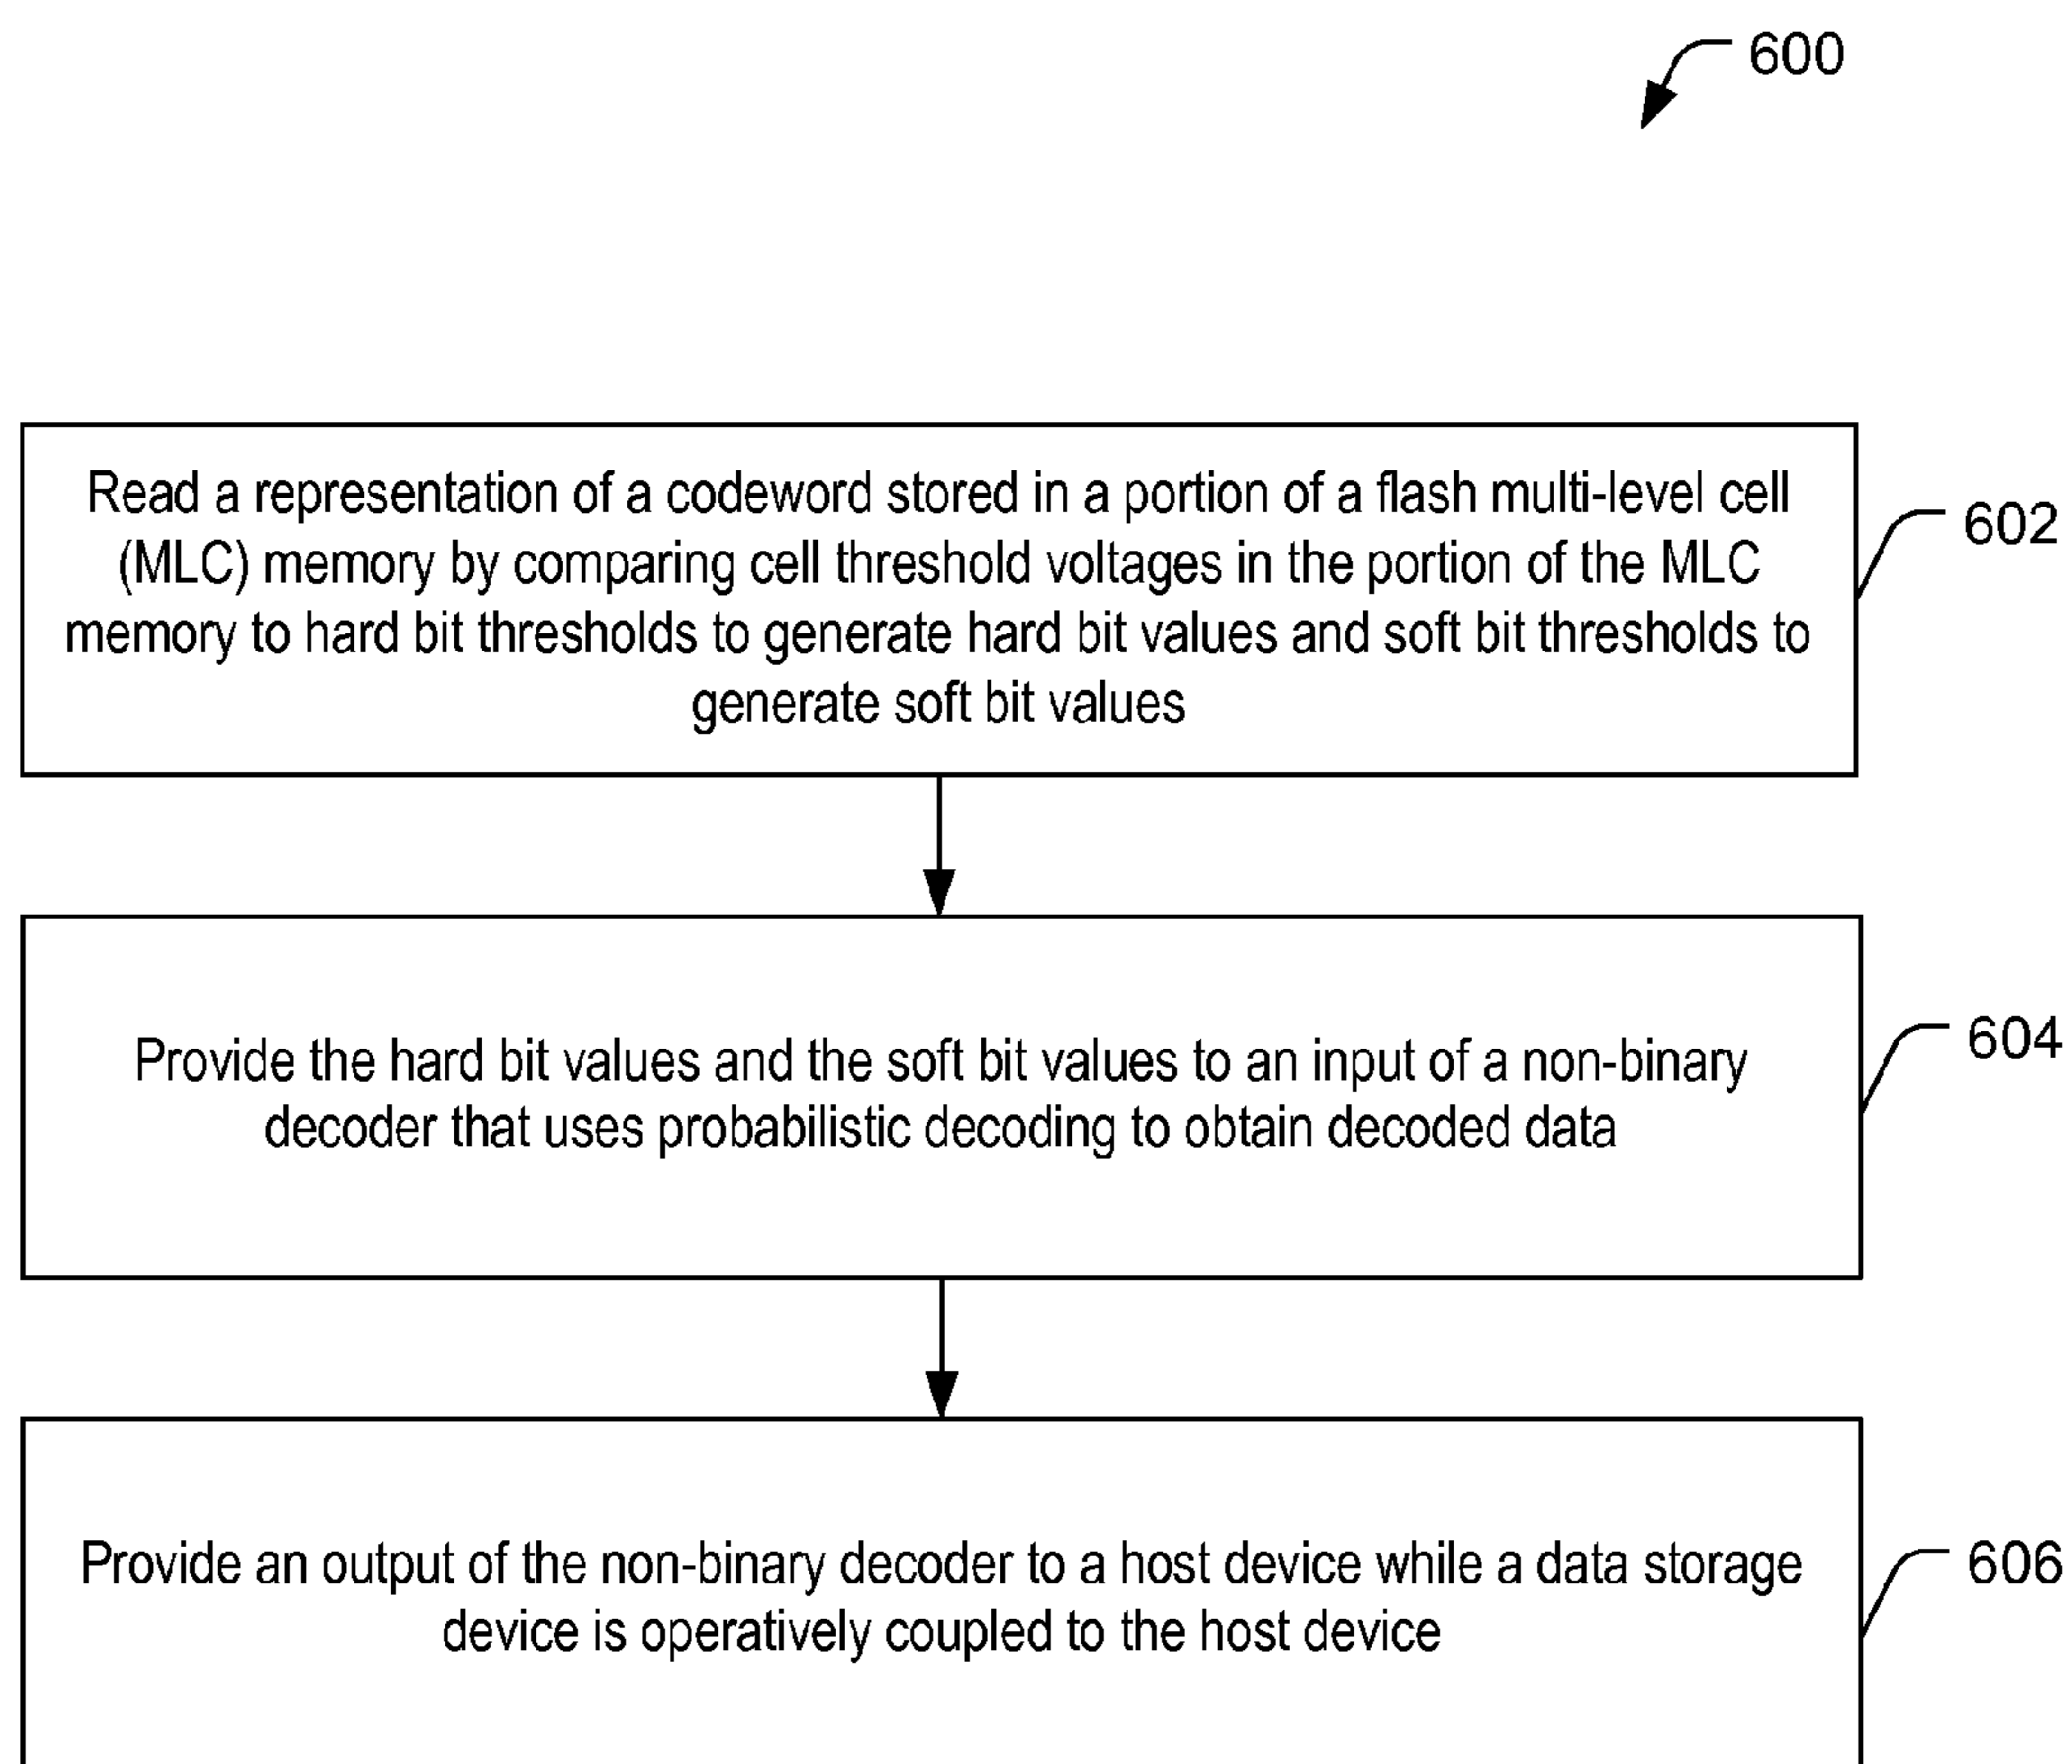 600
Read a representation of a codeword stored in a portion of a flash multi-level cell
(MLC) memory by comparing cell threshold voltages in the portion of the MLC
memory to hard bit thresholds to generate hard bit values and soft bit thresholds to
generate soft bit values
602
Provide the hard bit values and the soft bit values to an input of a non-binary
decoder that uses probabilistic decoding to obtain decoded data
604
Provide an output of the non-binary decoder to a host device while a data storage
device is operatively coupled to the host device
606